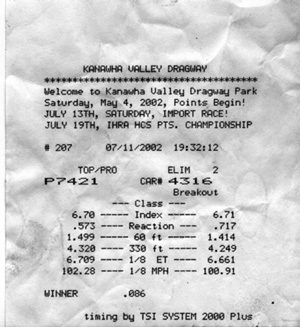 KANAWHA VALLEY DRAGWAY
****************************************
Welcome to Kanawha Valley Dragway Park
Saturday, May 4, 2002, Points Begin!
JULY 13TH, SATURDAY, IMPORT RACE!
JULY 19TH, IHRA HGS PTS. CHAMPIONSHIP
# 207 07/11/2002 19:32:12
TOP/PRO ELIM 2
P7421 CAR# 4316
Breakout
--- Class ---
6.70 ---- Index ---- 6.71
.573 ---- Reaction ---- .717
1.499 ---- 60 ft ---- 1.414
4.320 ---- 330 ft ---- 4.249
6.709 ---- 1/8 ET ---- 6.661
102.28 ---- 1/8 MPH ---- 100.91
WINNER .086
timing by TSI SYSTEM 2000 Plus